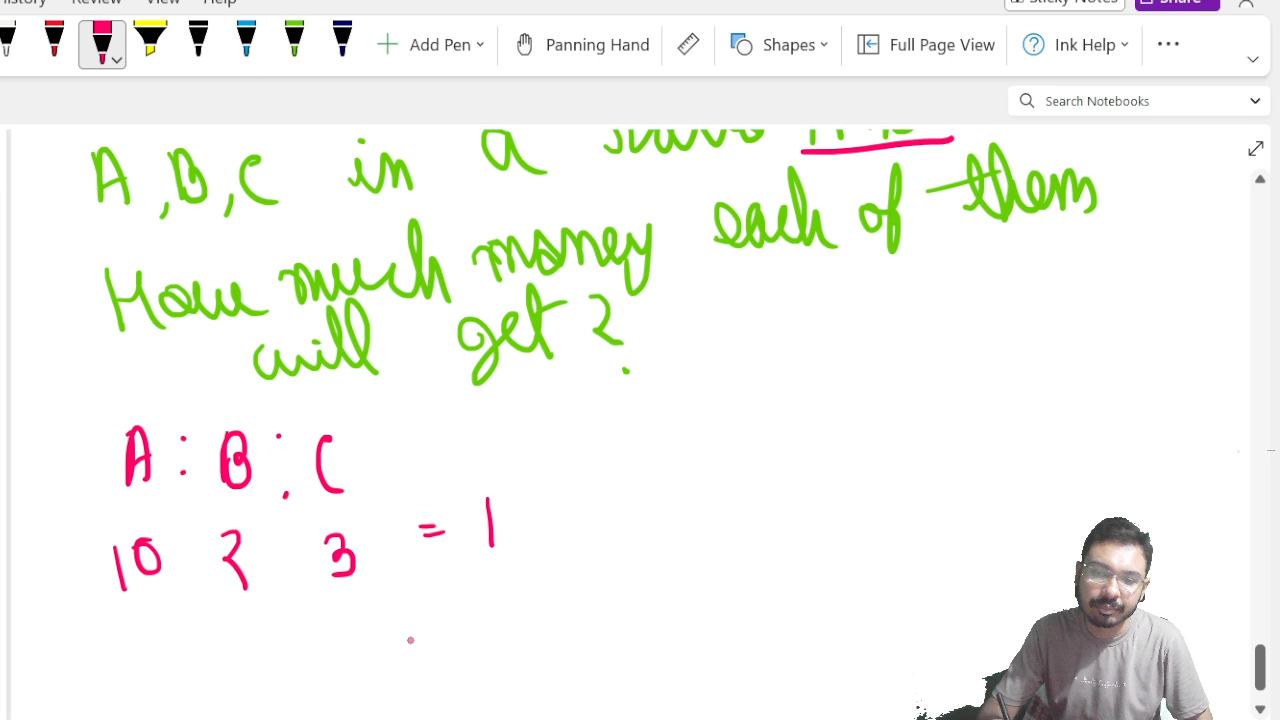 History Review View Help Sticky Notes Share
Add Pen Panning Hand Shapes Full Page View Ink Help
Search Notebooks
A, B, C in a
How much money each of them
will get?
A : B : C
10 2 3 = 1